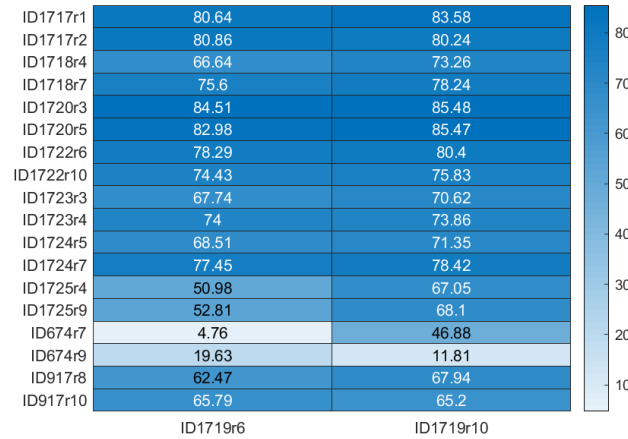 ID1717r1 80.64 83.58
ID1717r2 80.86 80.24 80
ID1718r4 66.64 73.26
ID1718r7 75.6 78.24 70
ID1720r3 84.51 85.48
ID1720r5 82.98 85.47 60
ID1722r6 78.29 80.4
ID1722r10 74.43 75.83 50
ID1723r3 67.74 70.62
ID1723r4 74 73.86 40
ID1724r5 68.51 71.35
ID1724r7 77.45 78.42
ID1725r4 50.98 67.05 30
ID1725r9 52.81 68.1
ID674r7 4.76 46.88 20
ID674r9 19.63 11.81
ID917r8 62.47 67.94 10
ID917r10 65.79 65.2
ID1719r6 ID1719r10